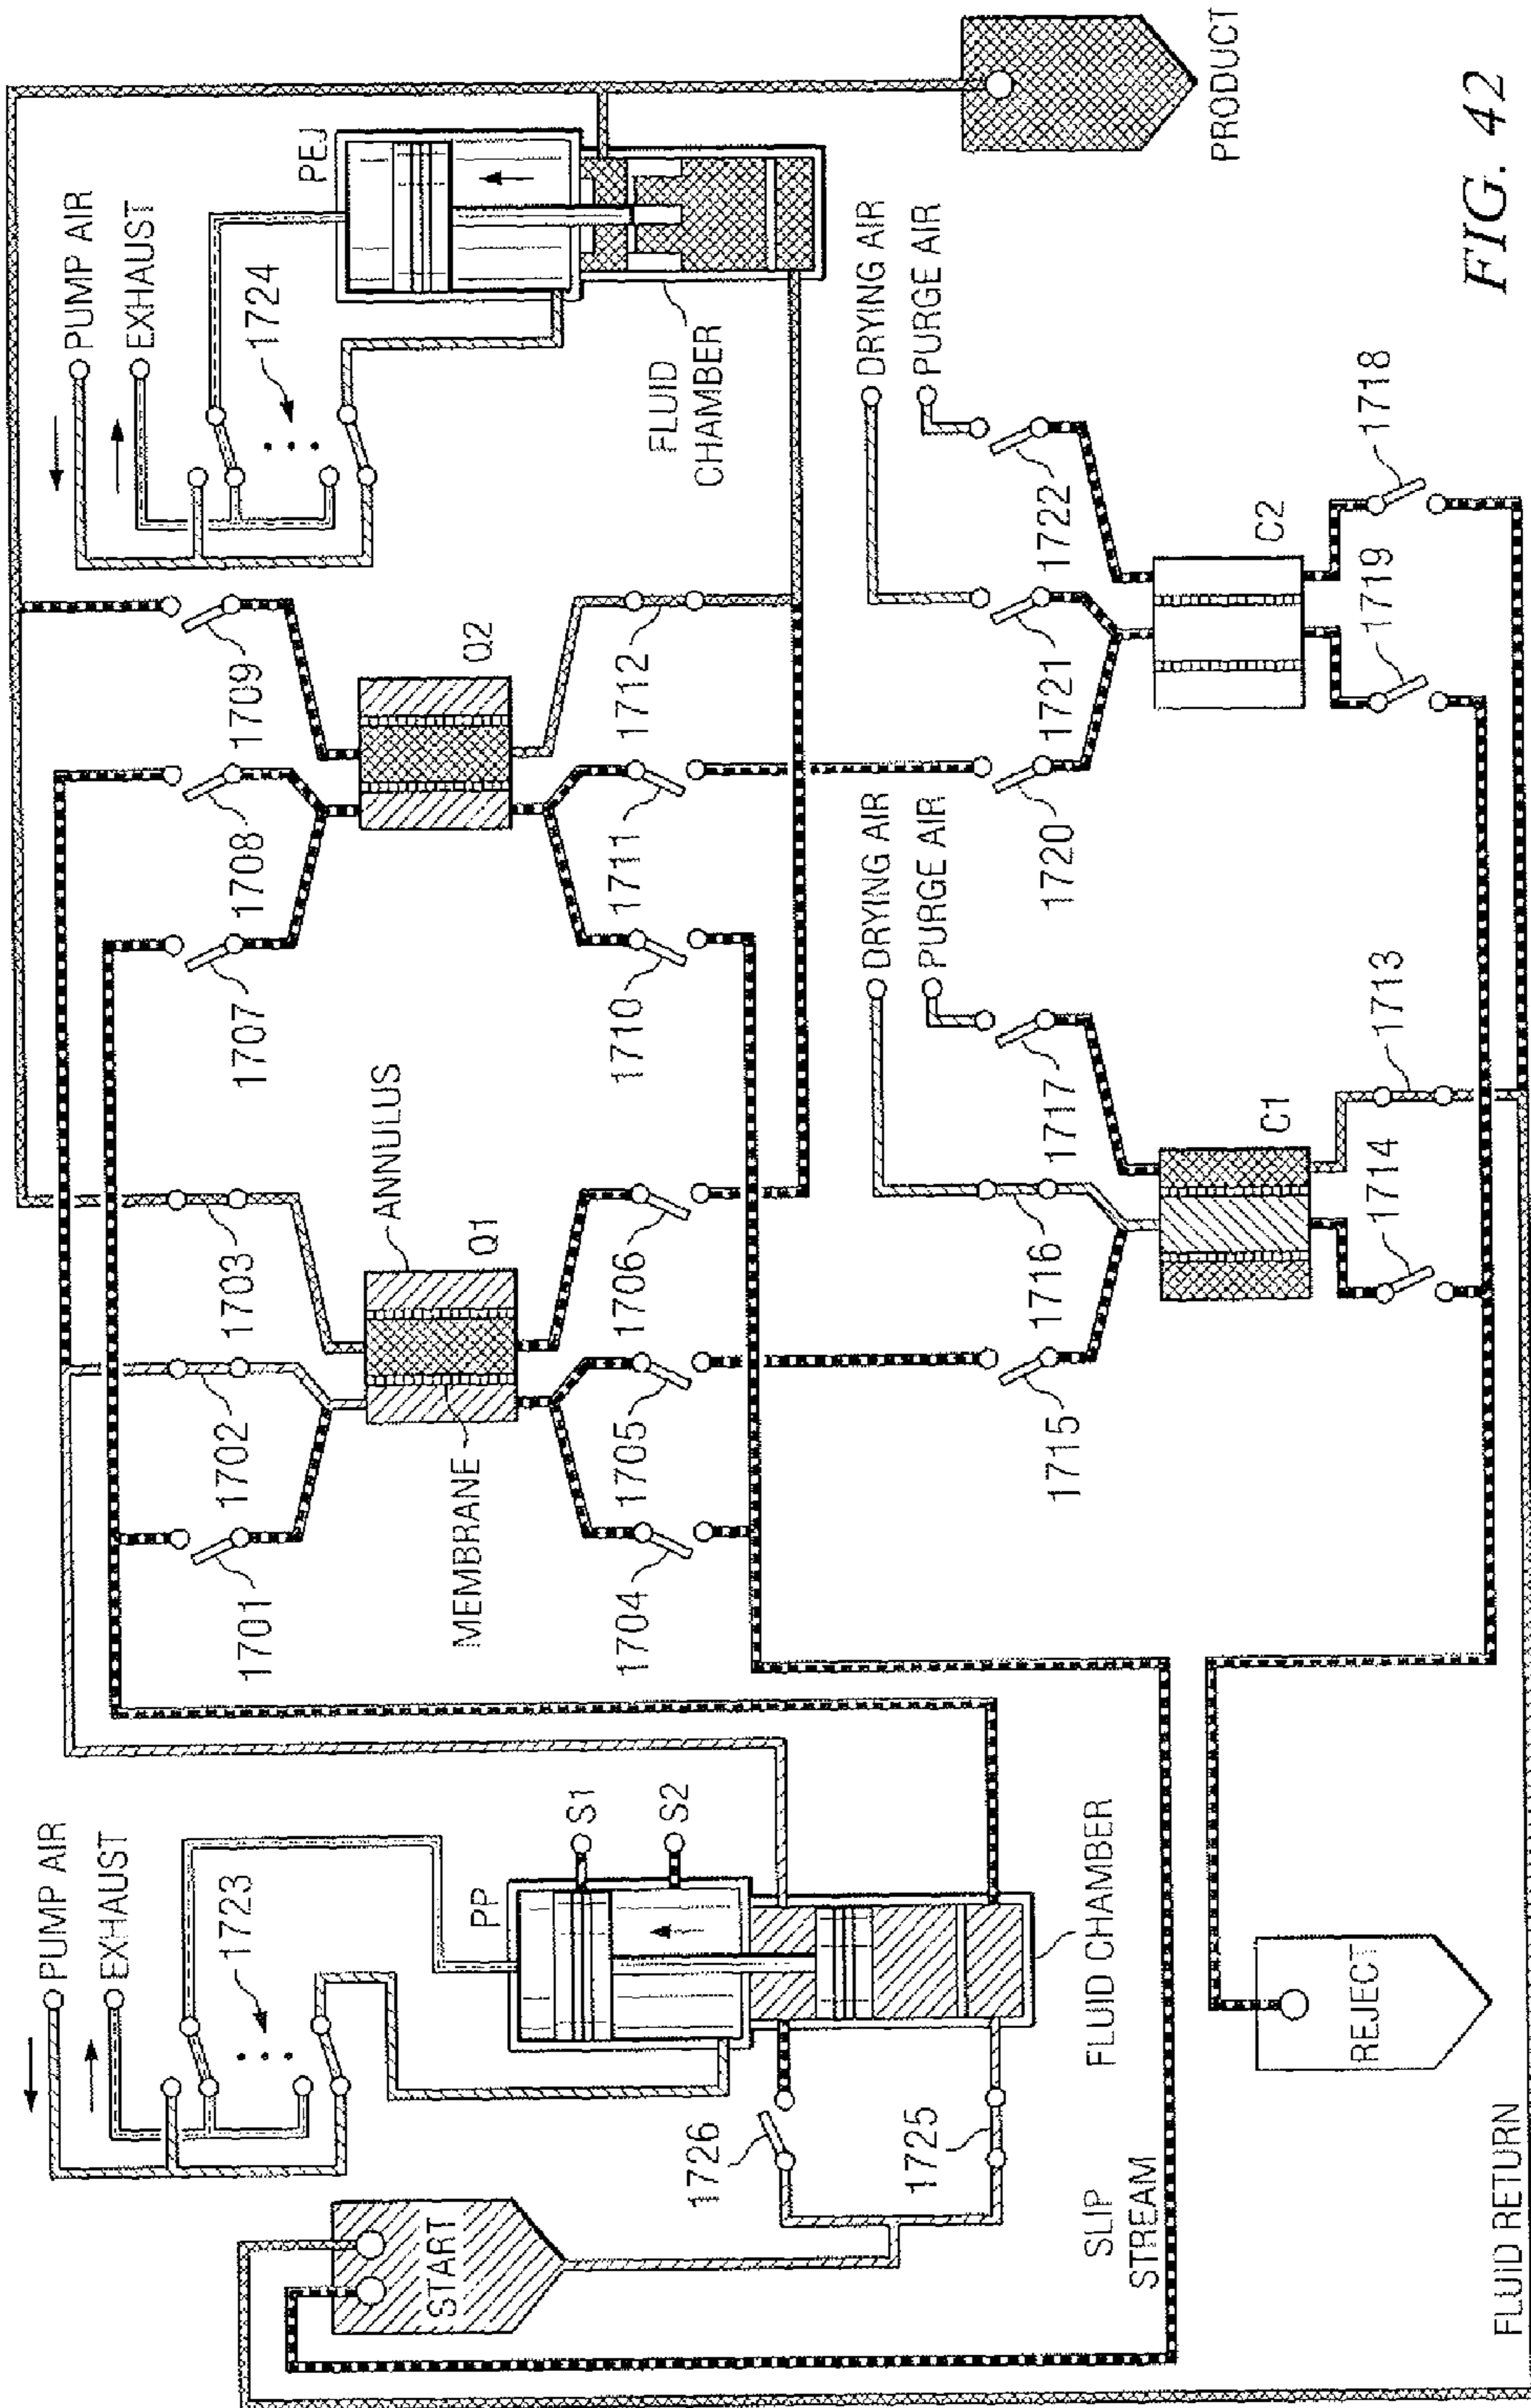 PUMP AIR
EXHAUST
1723
PP
S1
S2
FLUID CHAMBER
START
1726
1725
SLIP
STREAM
REJECT
FLUID RETURN
1701
1702
1703
ANNULUS
MEMBRANE
Q1
1704
1705
1706
1707
1708
1709
Q2
1710
1711
1712
PUMP AIR
EXHAUST
1724
PEJ
FLUID
CHAMBER
PRODUCT
DRYING AIR
PURGE AIR
1715
1716
1717
C1
1714
1713
DRYING AIR
PURGE AIR
1720
1721
1722
C2
1719
1718
FIG. 42